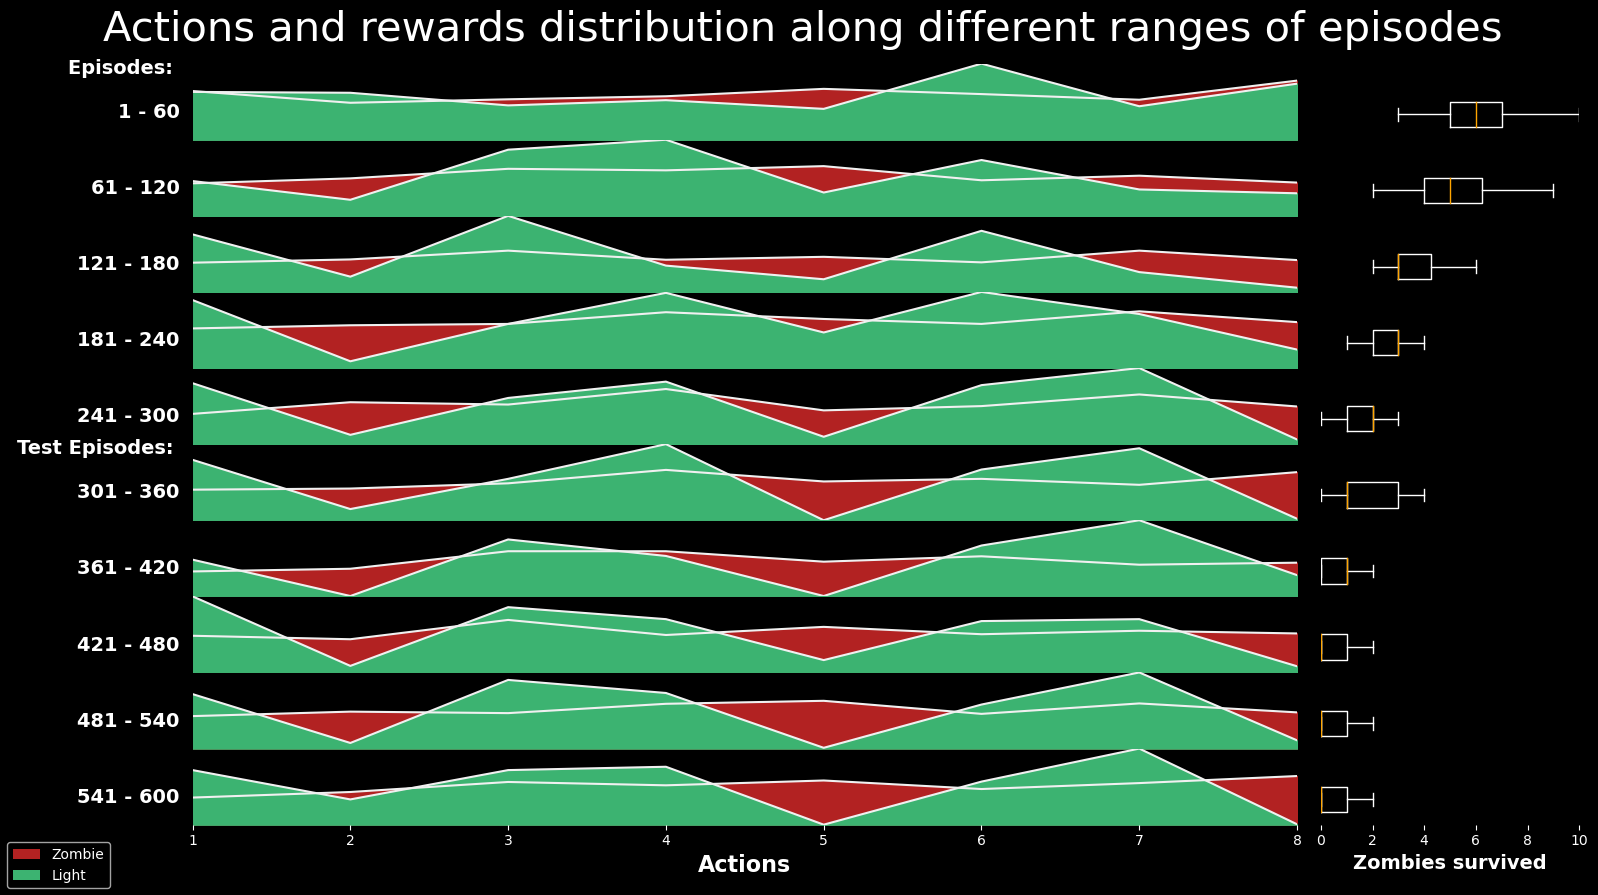 Actions and rewards distribution along different ranges of episodes
Episodes:
1 - 60
61 - 120
121 - 180
181 - 240
241 - 300
Test Episodes:
301 - 360
361 - 420
421 - 480
481 - 540
541 - 600
1 2 3 4 5 6 7 8
Actions
0 2 4 6 8 10
Zombies survived
Zombie
Light